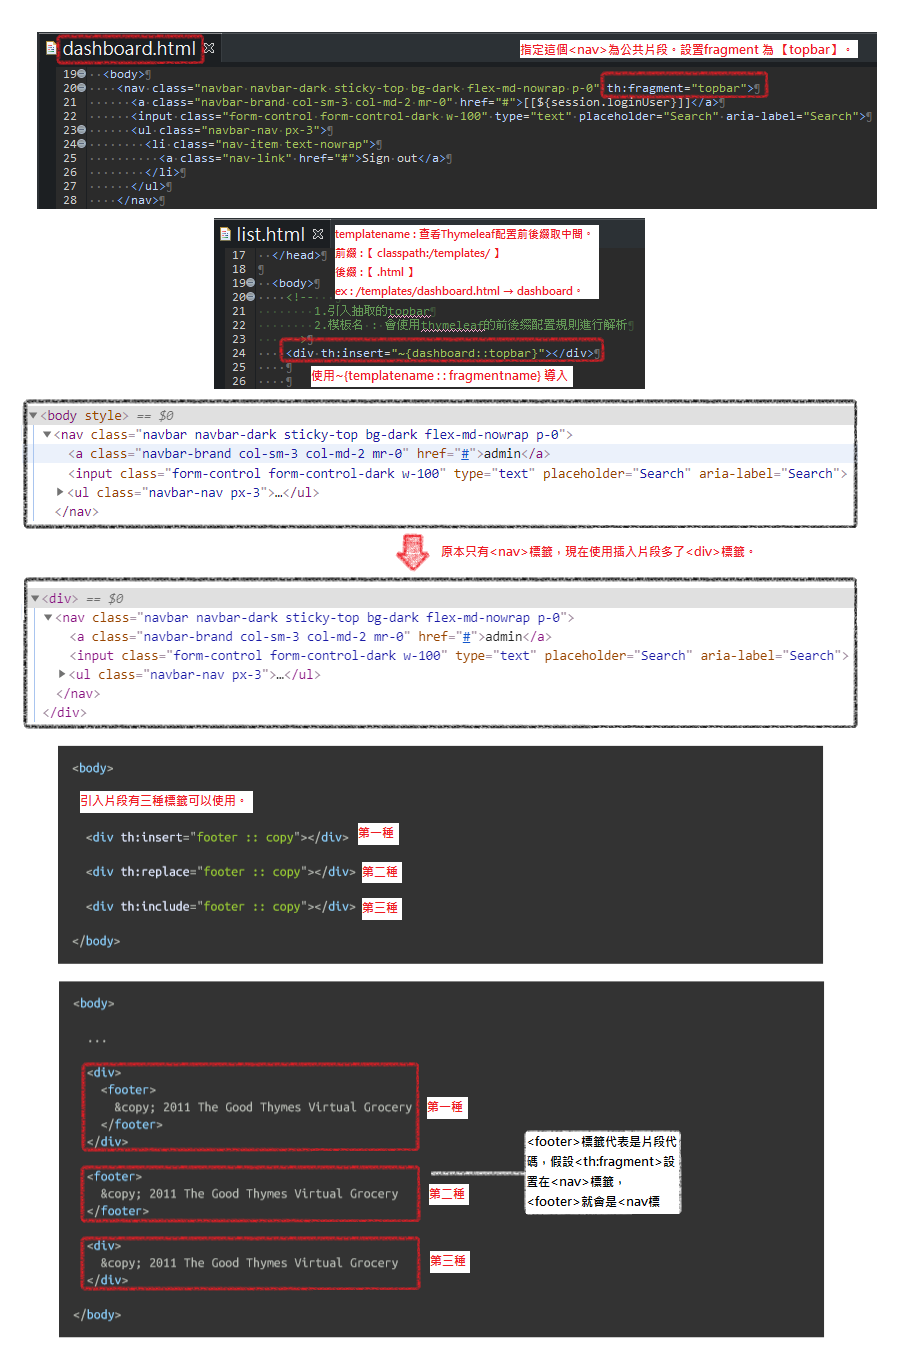 dashboard.html
指定這個<nav>為公共片段。設置fragment 為 【topbar】。
19 <body>¶
20 <nav class="navbar navbar-dark sticky-top bg-dark flex-md-nowrap p-0" th:fragment="topbar">¶
21 <a class="navbar-brand col-sm-3 col-md-2 mr-0" href="#">[[${session.loginUser}]]</a>¶
22 <input class="form-control form-control-dark w-100" type="text" placeholder="Search" aria-label="Search">¶
23 <ul class="navbar-nav px-3">¶
24 <li class="nav-item text-nowrap">¶
25 <a class="nav-link" href="#">Sign out</a>¶
26 </li>¶
27 </ul>¶
28 </nav>¶
list.html
templatename : 查看Thymeleaf配置前後綴取中間。
前綴 :【 classpath:/templates/ 】
後綴 :【 .html 】
ex : /templates/dashboard.html → dashboard。
17 </head>¶
18 ¶
19 <body>¶
20 <!--
21 1.引入抽取的topbar
22 2.模板名 : 會使用thymeleaf的前後綴配置規則進行解析¶
23
24 <div th:insert="~{dashboard::topbar}"></div>¶
25 ¶
26 ¶
使用~{templatename : : fragmentname} 導入
<body style> == $0
<nav class="navbar navbar-dark sticky-top bg-dark flex-md-nowrap p-0">
<a class="navbar-brand col-sm-3 col-md-2 mr-0" href="#">admin</a>
<input class="form-control form-control-dark w-100" type="text" placeholder="Search" aria-label="Search">
<ul class="navbar-nav px-3">…</ul>
</nav>
原本只有<nav>標籤，現在使用插入片段多了<div>標籤。
<div> == $0
<nav class="navbar navbar-dark sticky-top bg-dark flex-md-nowrap p-0">
<a class="navbar-brand col-sm-3 col-md-2 mr-0" href="#">admin</a>
<input class="form-control form-control-dark w-100" type="text" placeholder="Search" aria-label="Search">
<ul class="navbar-nav px-3">…</ul>
</nav>
</div>
<body>
引入片段有三種標籤可以使用。
<div th:insert="footer :: copy"></div> 第一種
<div th:replace="footer :: copy"></div> 第二種
<div th:include="footer :: copy"></div> 第三種
</body>
<body>
...
<div>
<footer>
&copy; 2011 The Good Thymes Virtual Grocery
</footer>
</div>
第一種
<footer>
&copy; 2011 The Good Thymes Virtual Grocery
</footer>
第二種
<footer>標籤代表是片段代
碼，假設<th:fragment>設
置在<nav>標籤，
<footer>就會是<nav標
<div>
&copy; 2011 The Good Thymes Virtual Grocery
</div>
第三種
</body>